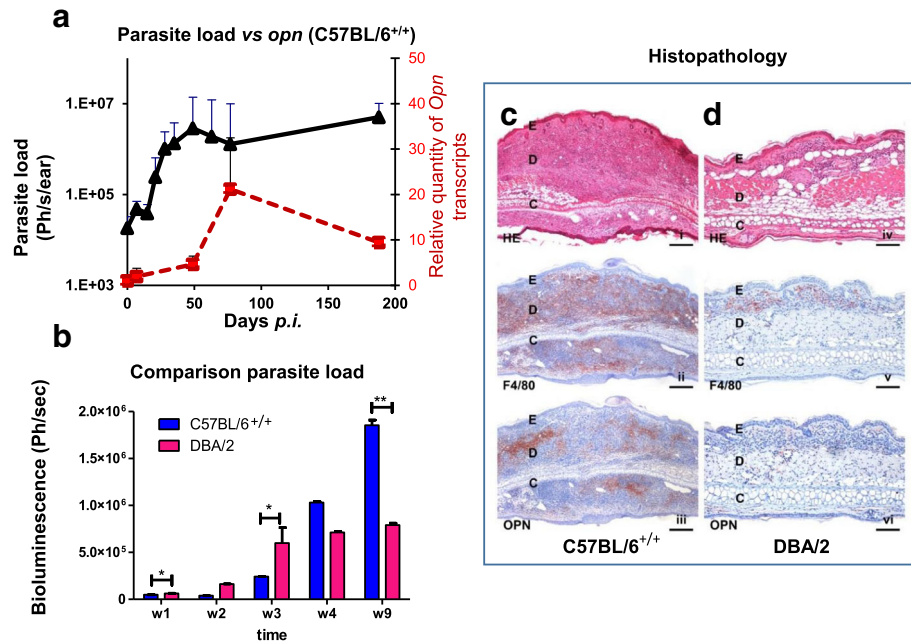 a
Parasite load vs opn (C57BL/6+/+)
Parasite load
(Ph/s/ear)
1.E+07
1.E+05
1.E+03
50
40
30
20
10
0
Relative quantity of Opn
transcripts
0 50 100 150 200
Days p.i.
b
Comparison parasite load
Bioluminescence (Ph/sec)
2.0×10⁶
1.5×10⁶
1.0×10⁶
5.0×10⁵
0
C57BL/6+/+
DBA/2
*
*
**
w1 w2 w3 w4 w9
time
Histopathology
c
E
D
C
HE
i
d
E
D
C
HE
iv
E
D
C
F4/80
ii
E
D
C
F4/80
v
E
D
C
OPN
iii
E
D
C
OPN
vi
C57BL/6+/+
DBA/2